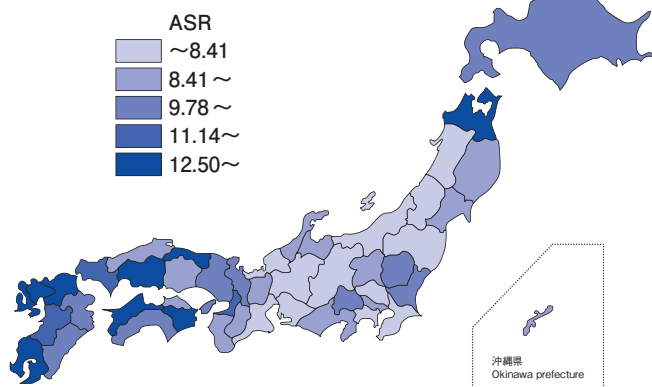 ASR
～8.41
8.41～
9.78～
11.14～
12.50～
沖縄県
Okinawa prefecture